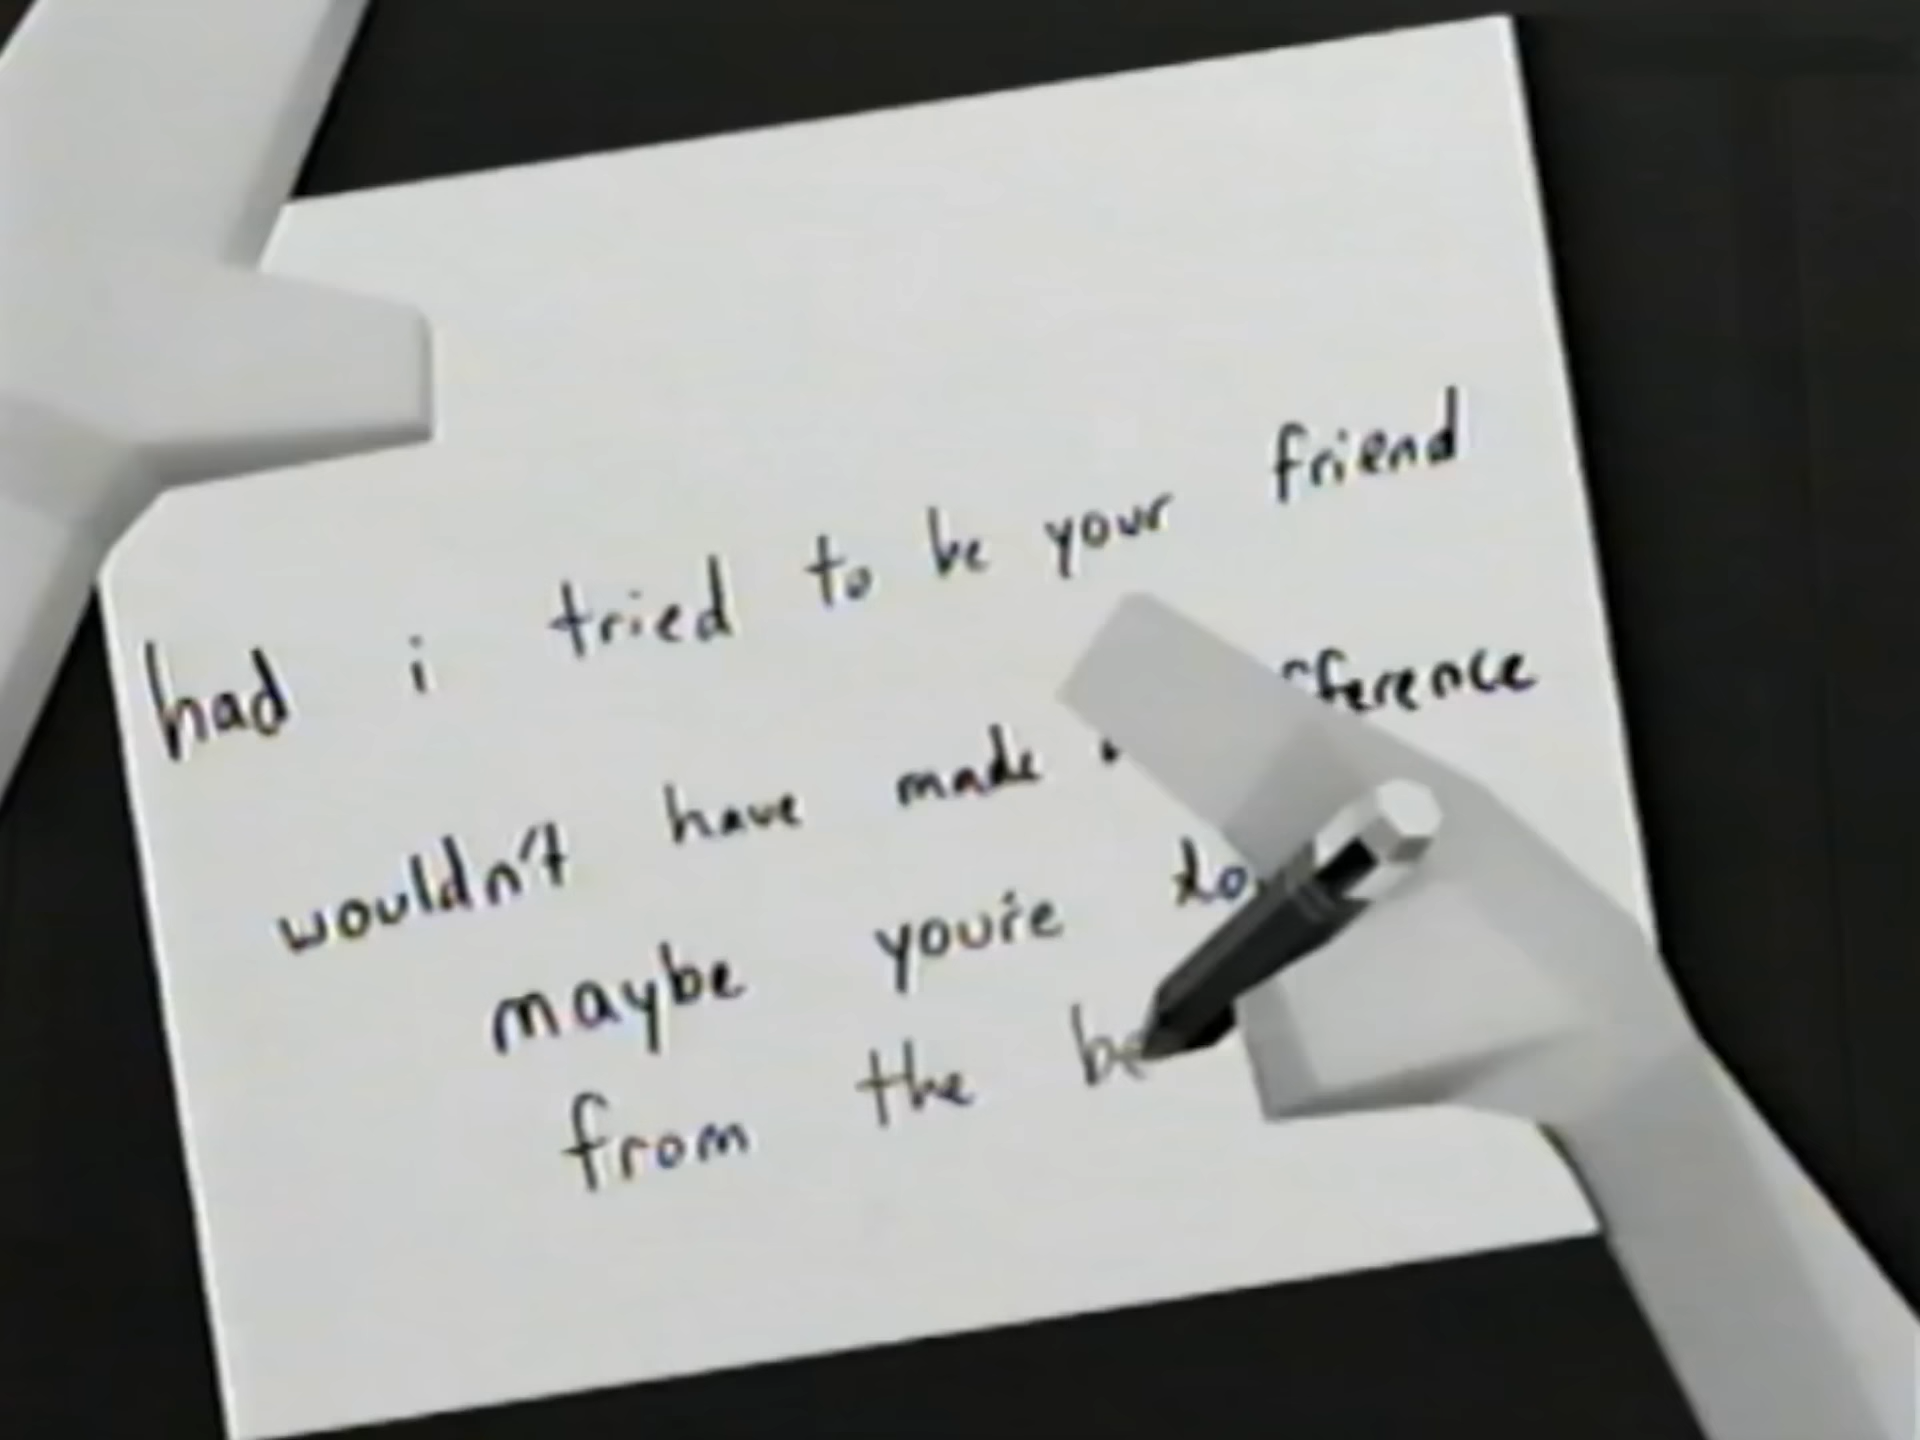 had i tried to be your friend
wouldn't have made
maybe you're
from the